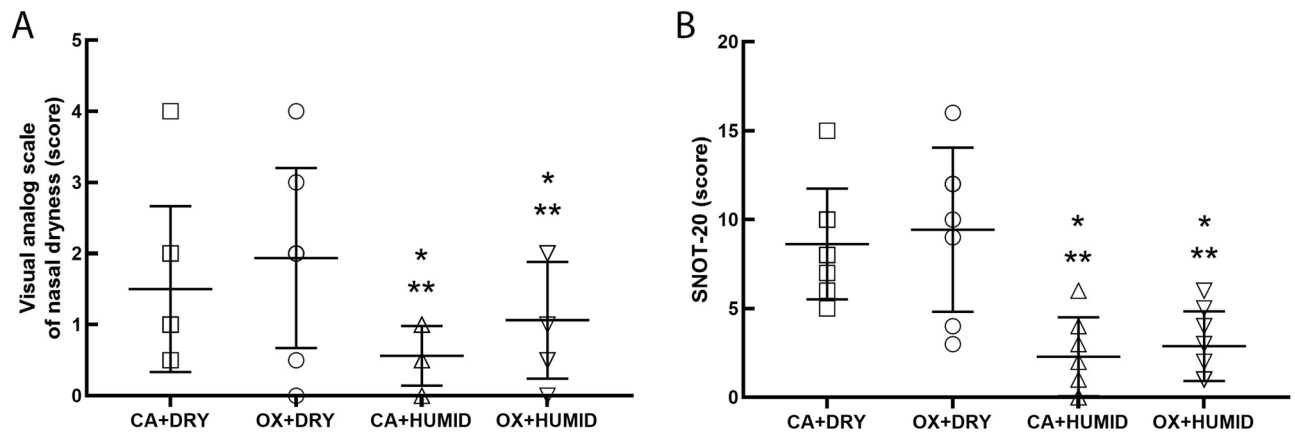 A
Visual analog scale
of nasal dryness (score)
5
4
3
2
1
0
*
**
*
**
CA+DRY OX+DRY CA+HUMID OX+HUMID
B
SNOT-20 (score)
20
15
10
5
0
*
**
*
**
CA+DRY OX+DRY CA+HUMID OX+HUMID